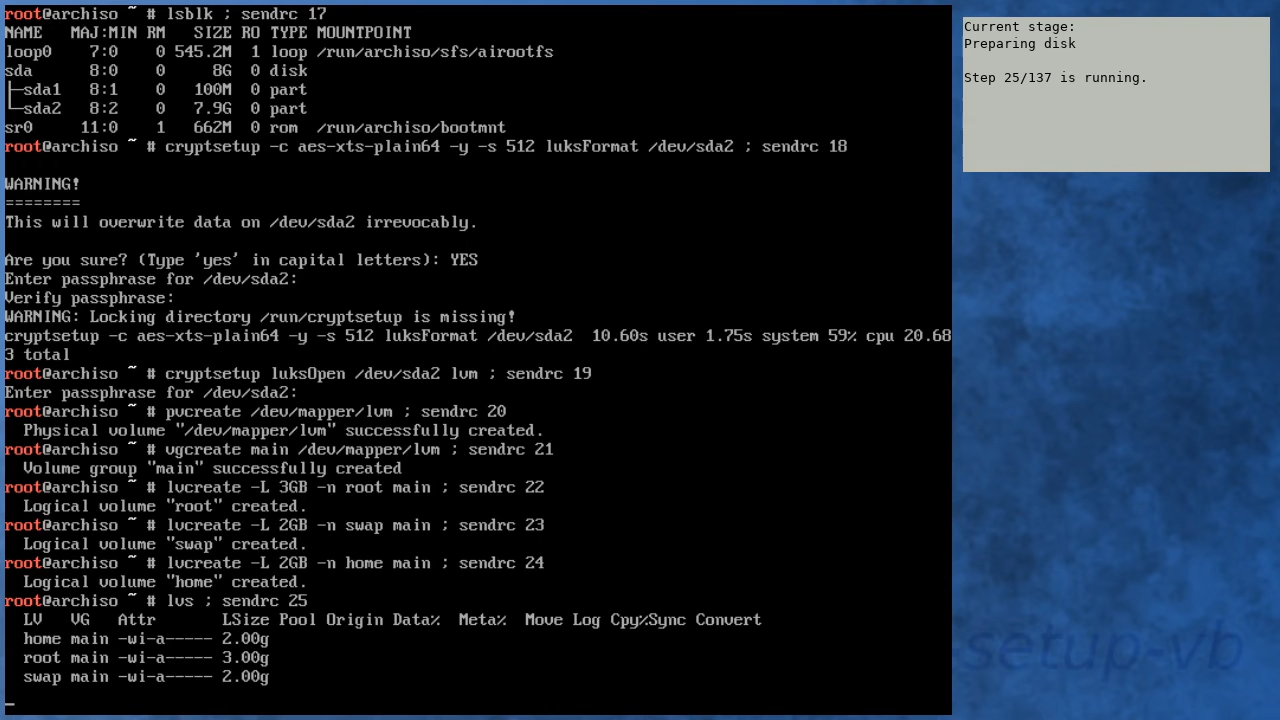 root@archiso ~ # lsblk ; sendrc 17
NAME   MAJ:MIN RM   SIZE RO TYPE MOUNTPOINT
loop0    7:0    0 545.2M  1 loop /run/archiso/sfs/airootfs
sda      8:0    0     8G  0 disk
├─sda1   8:1    0   100M  0 part
└─sda2   8:2    0   7.9G  0 part
sr0     11:0    1   662M  0 rom  /run/archiso/bootmnt
root@archiso ~ # cryptsetup -c aes-xts-plain64 -y -s 512 luksFormat /dev/sda2 ; sendrc 18

WARNING!
========
This will overwrite data on /dev/sda2 irrevocably.

Are you sure? (Type 'yes' in capital letters): YES
Enter passphrase for /dev/sda2:
Verify passphrase:
WARNING: Locking directory /run/cryptsetup is missing!
cryptsetup -c aes-xts-plain64 -y -s 512 luksFormat /dev/sda2  10.60s user 1.75s system 59% cpu 20.68
3 total
root@archiso ~ # cryptsetup luksOpen /dev/sda2 lvm ; sendrc 19
Enter passphrase for /dev/sda2:
root@archiso ~ # pvcreate /dev/mapper/lvm ; sendrc 20
  Physical volume "/dev/mapper/lvm" successfully created.
root@archiso ~ # vgcreate main /dev/mapper/lvm ; sendrc 21
  Volume group "main" successfully created
root@archiso ~ # lvcreate -L 3GB -n root main ; sendrc 22
  Logical volume "root" created.
root@archiso ~ # lvcreate -L 2GB -n swap main ; sendrc 23
  Logical volume "swap" created.
root@archiso ~ # lvcreate -L 2GB -n home main ; sendrc 24
  Logical volume "home" created.
root@archiso ~ # lvs ; sendrc 25
  LV   VG   Attr       LSize Pool Origin Data%  Meta%  Move Log Cpy%Sync Convert
  home main -wi-a----- 2.00g
  root main -wi-a----- 3.00g
  swap main -wi-a----- 2.00g
_
Current stage:
Preparing disk

Step 25/137 is running.
setup-vb